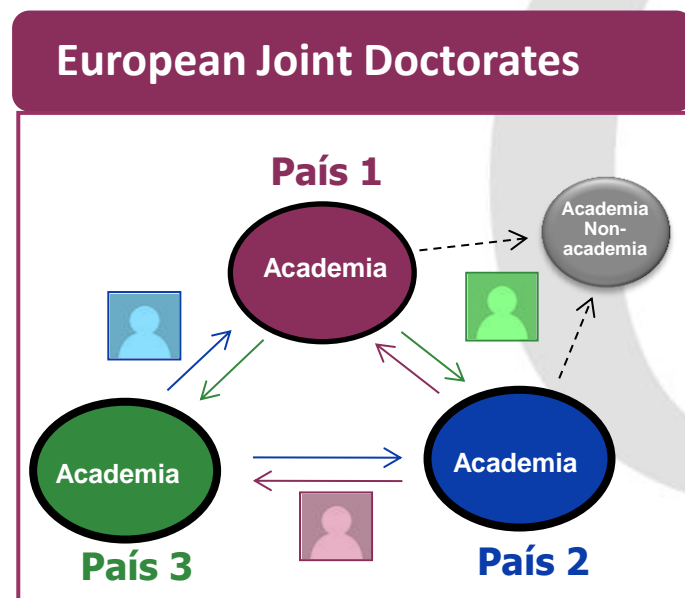 European Joint Doctorates
País 1
Academia
Non-
academia
Academia
Academia
Academia
País 3
País 2